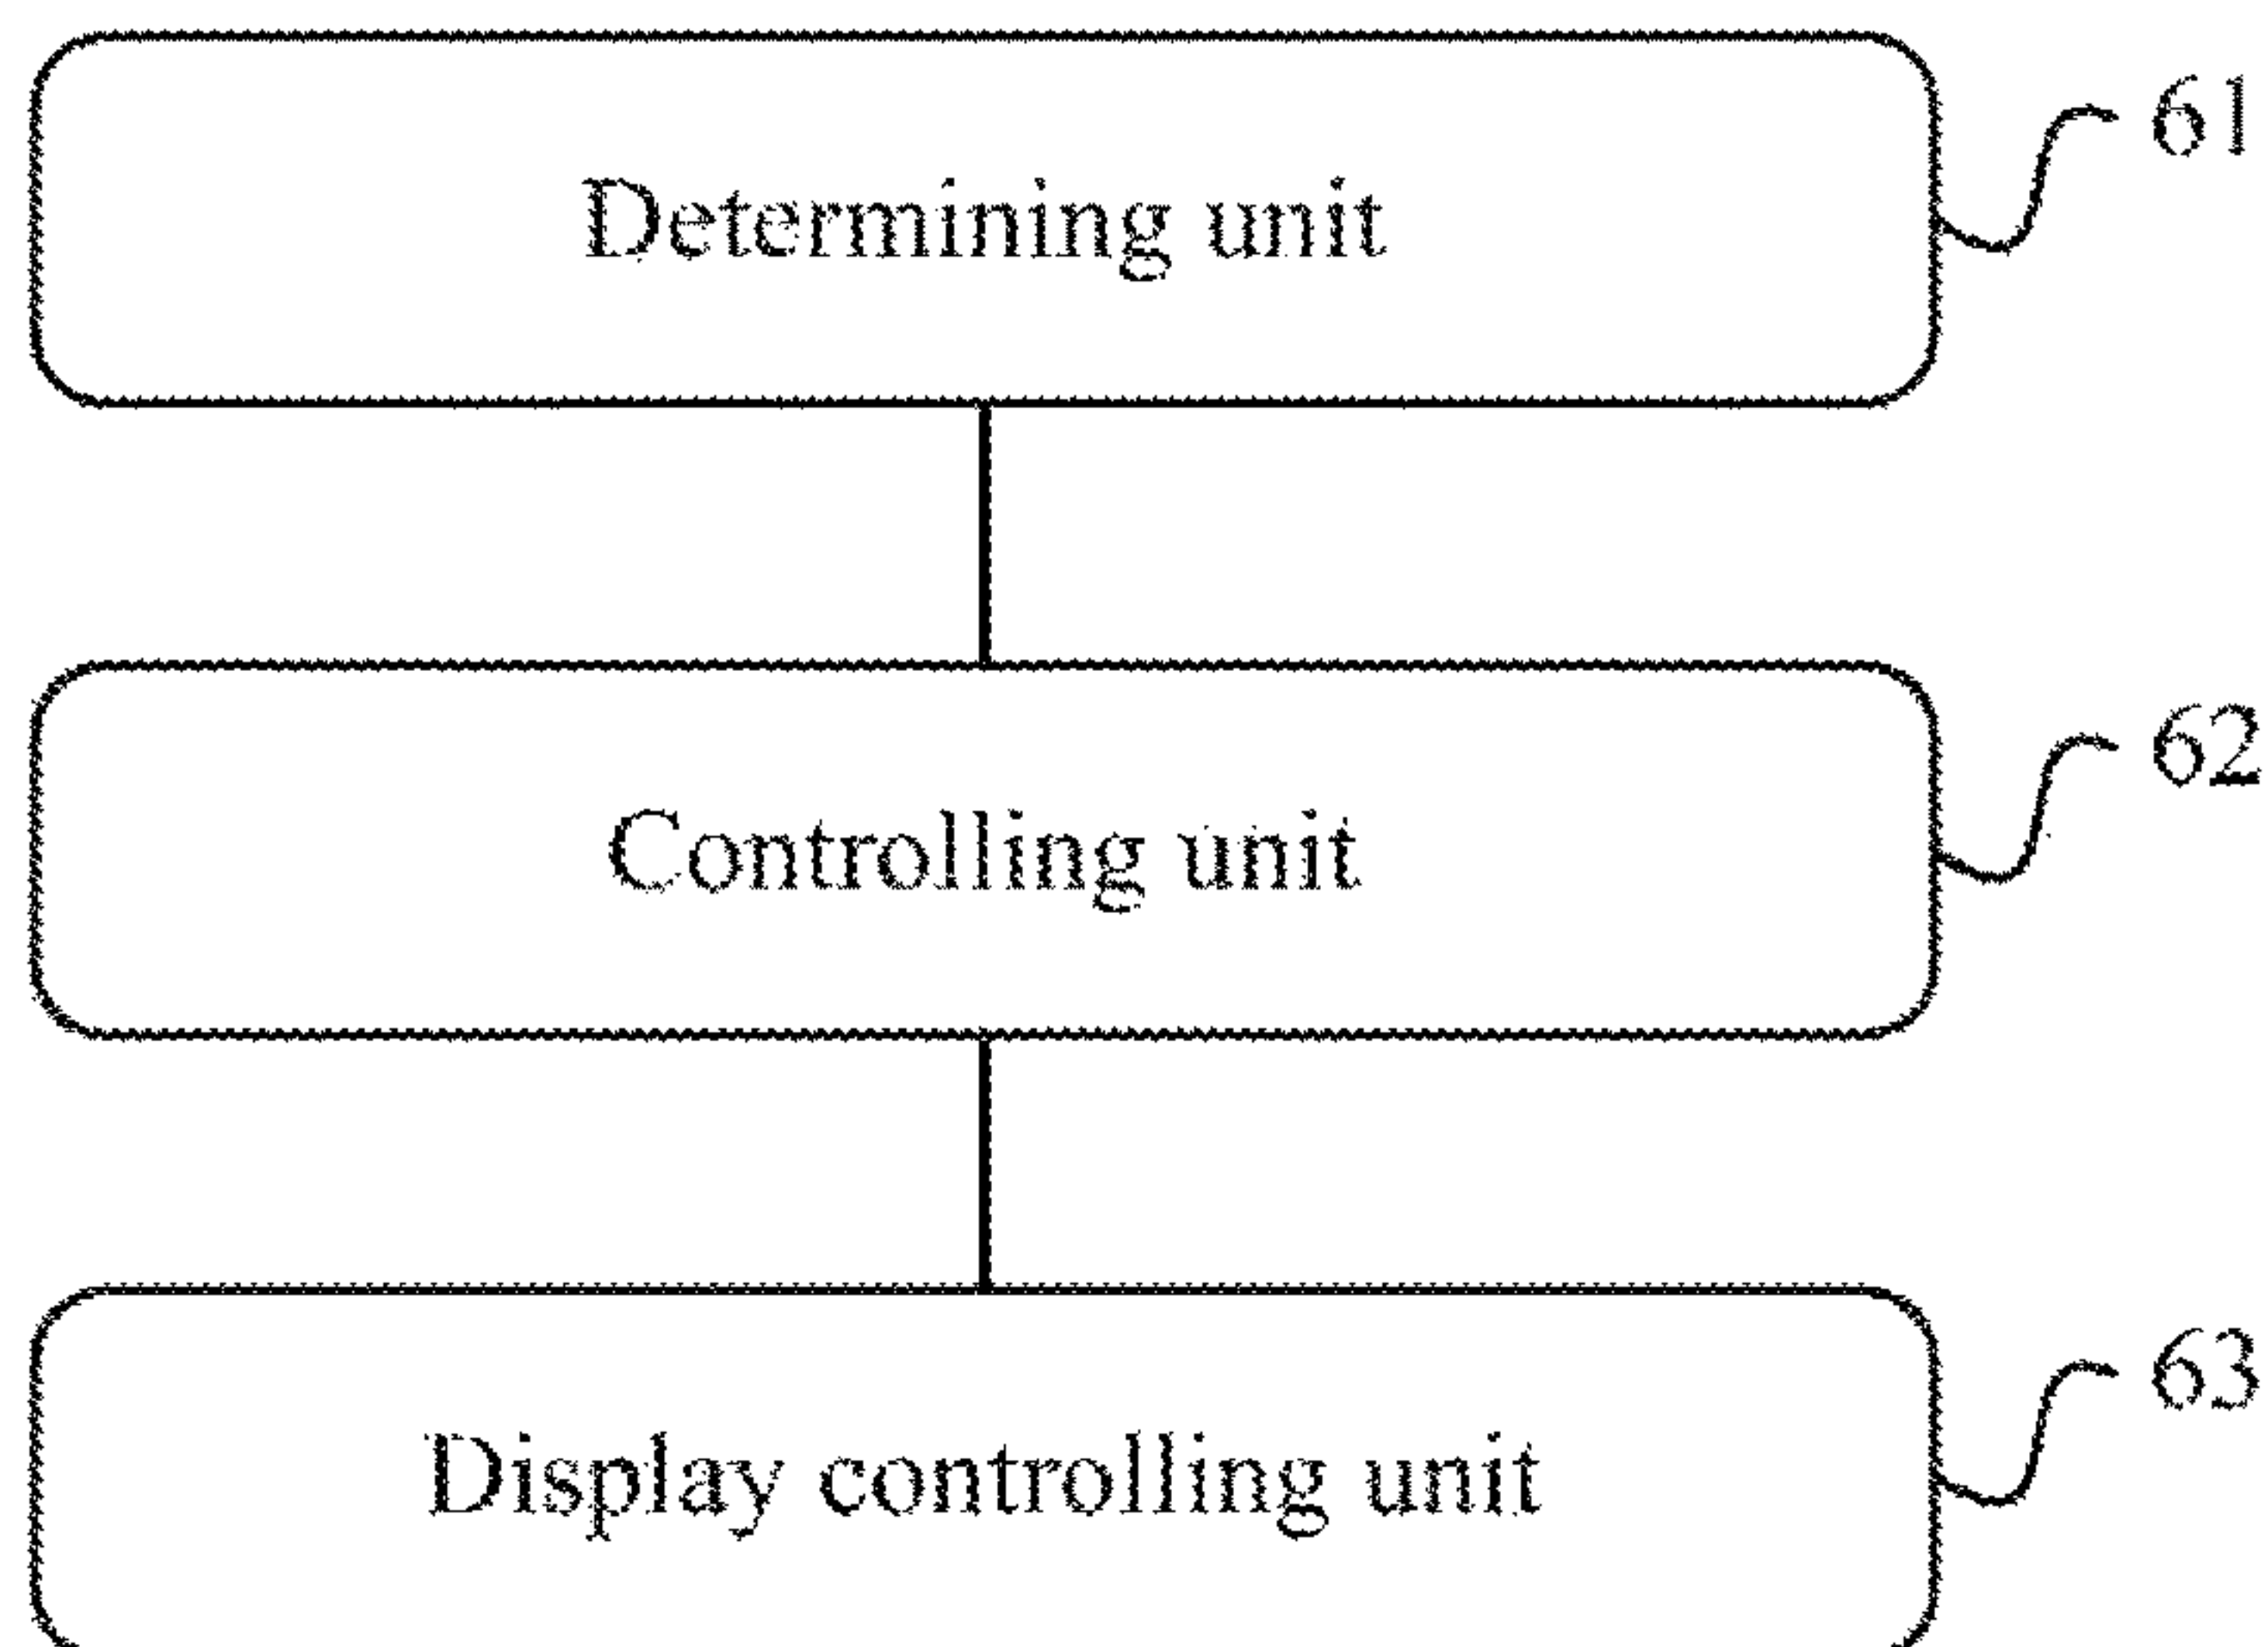 61
Determining unit
62
Controlling unit
63
Display controlling unit